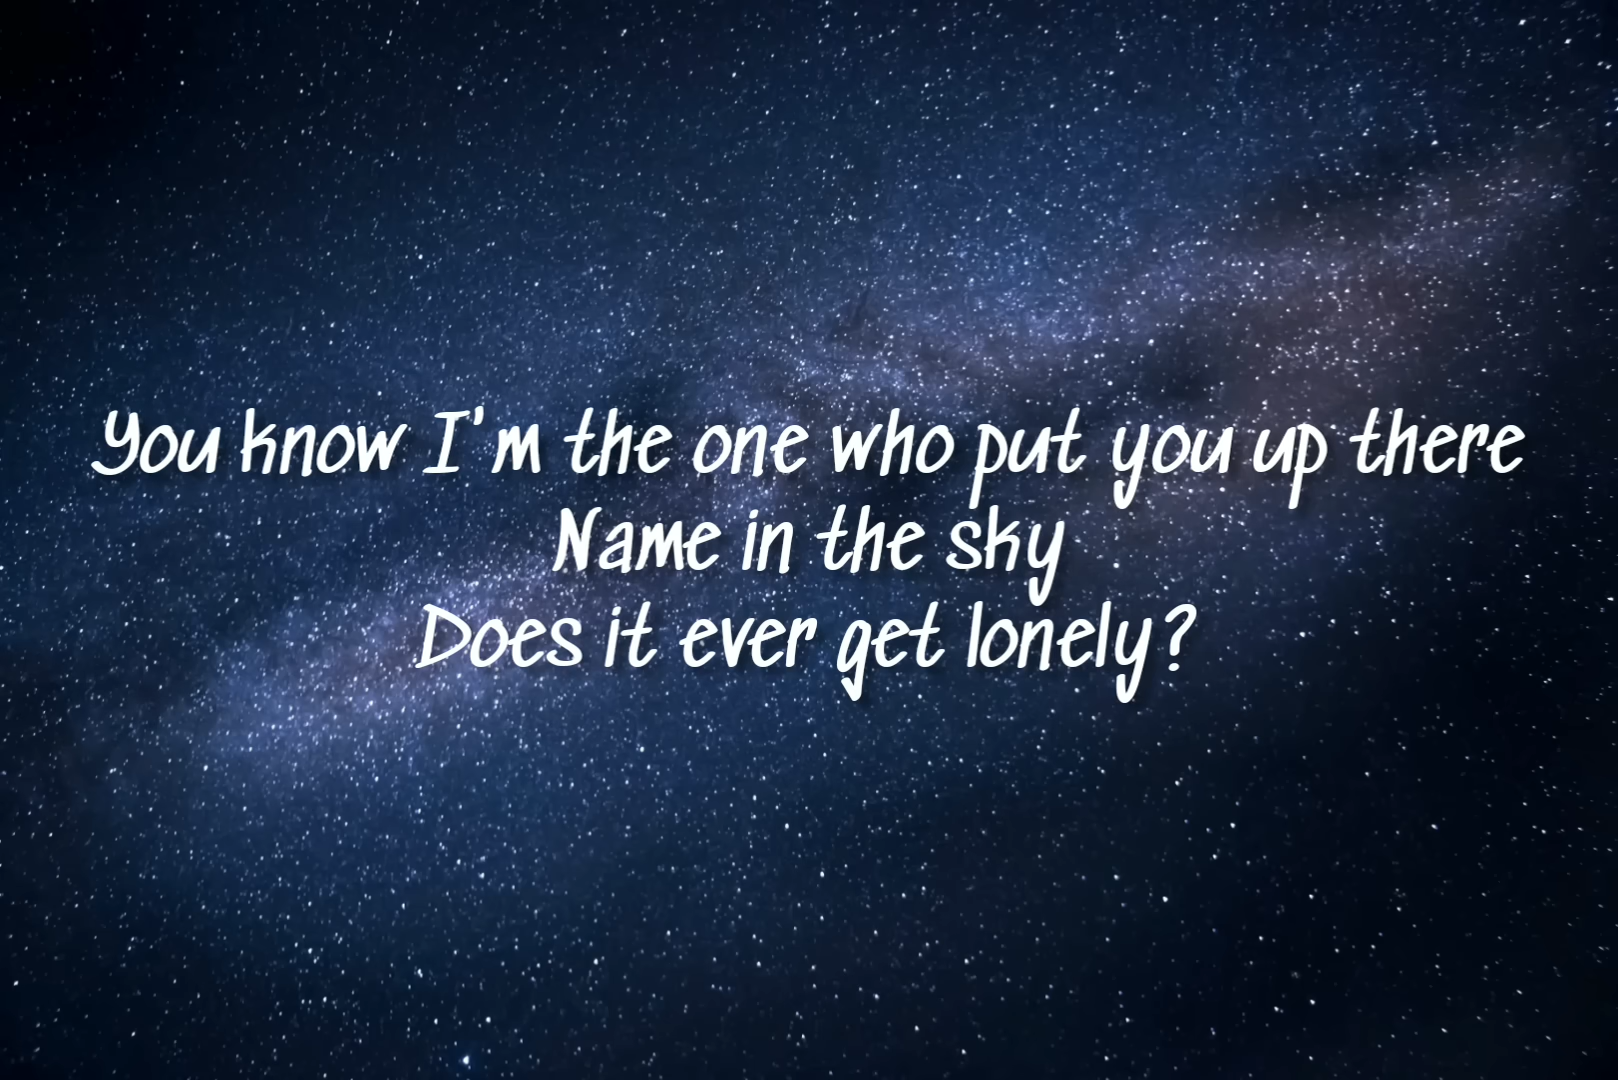 You know I'm the one who put you up there
Name in the sky
Does it ever get lonely?